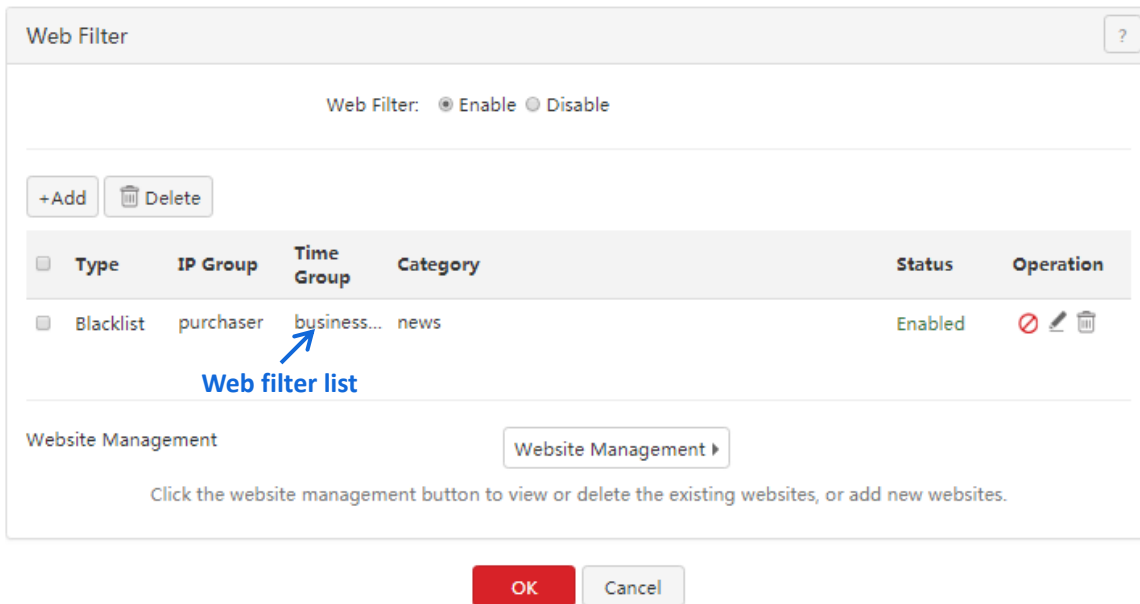 Web Filter ?
Web Filter: Enable Disable
+Add Delete
Type IP Group Time Group Category Status Operation
Blacklist purchaser business... news Enabled
Web filter list
Website Management Website Management
Click the website management button to view or delete the existing websites, or add new websites.
OK Cancel